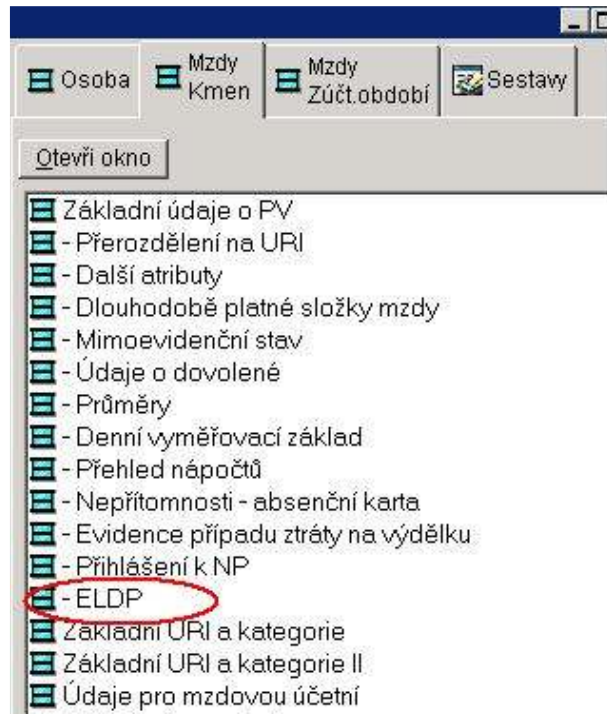 Osoba
Mzdy
Kmen
Mzdy
Zúčt.období
Sestavy
Otevři okno
Základní údaje o PV
- Přerozdělení na URI
- Další atributy
- Dlouhodobě platné složky mzdy
- Mimoevidenční stav
- Údaje o dovolené
- Průměry
- Denní vyměřovací základ
- Přehled nápočtů
- Nepřítomnosti - absenční karta
- Evidence případu ztráty na výdělku
- Přihlášení k NP
- ELDP
Základní URI a kategorie
Základní URI a kategorie II
Údaje pro mzdovou účetní